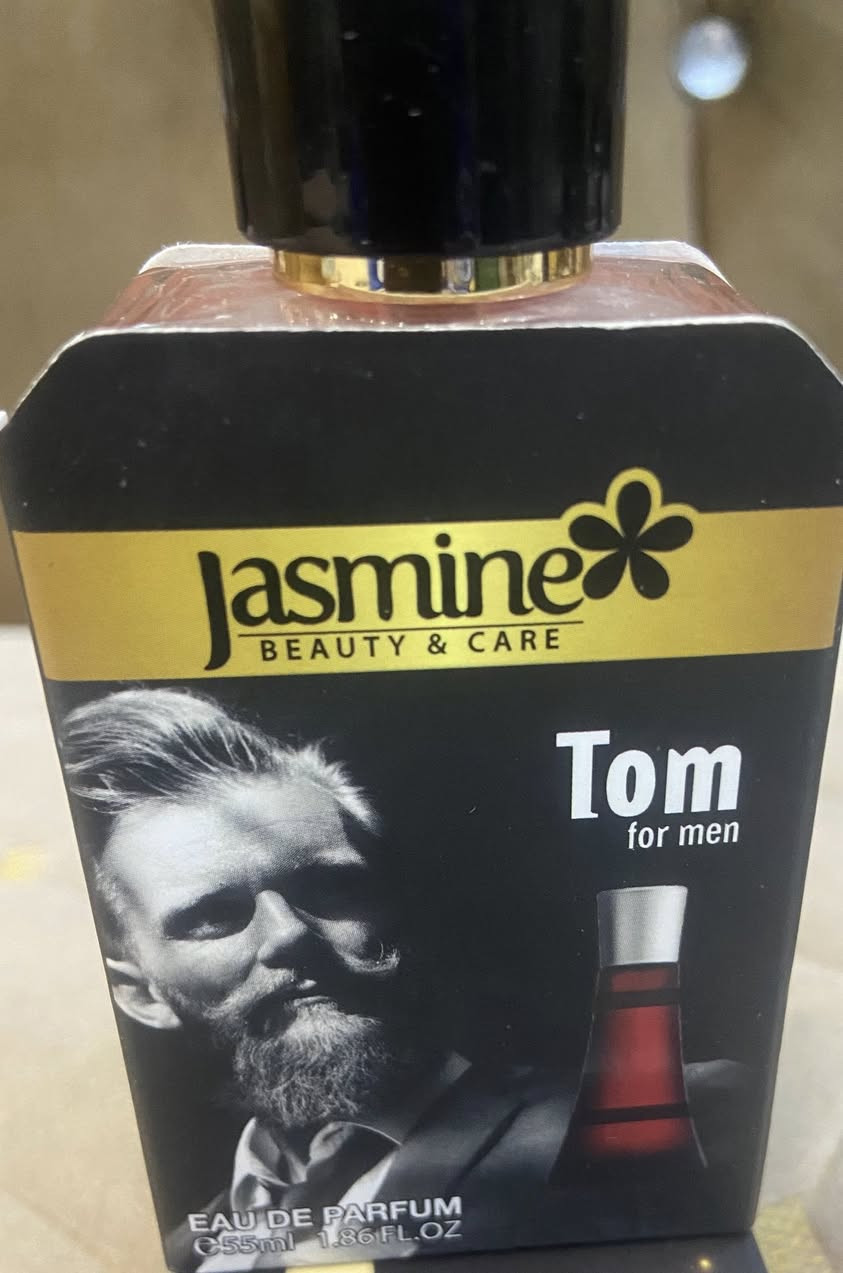 Jasmine
BEAUTY & CARE
Tom
for men
EAU DE PARFUM
℮55ml 1.86 FL.OZ